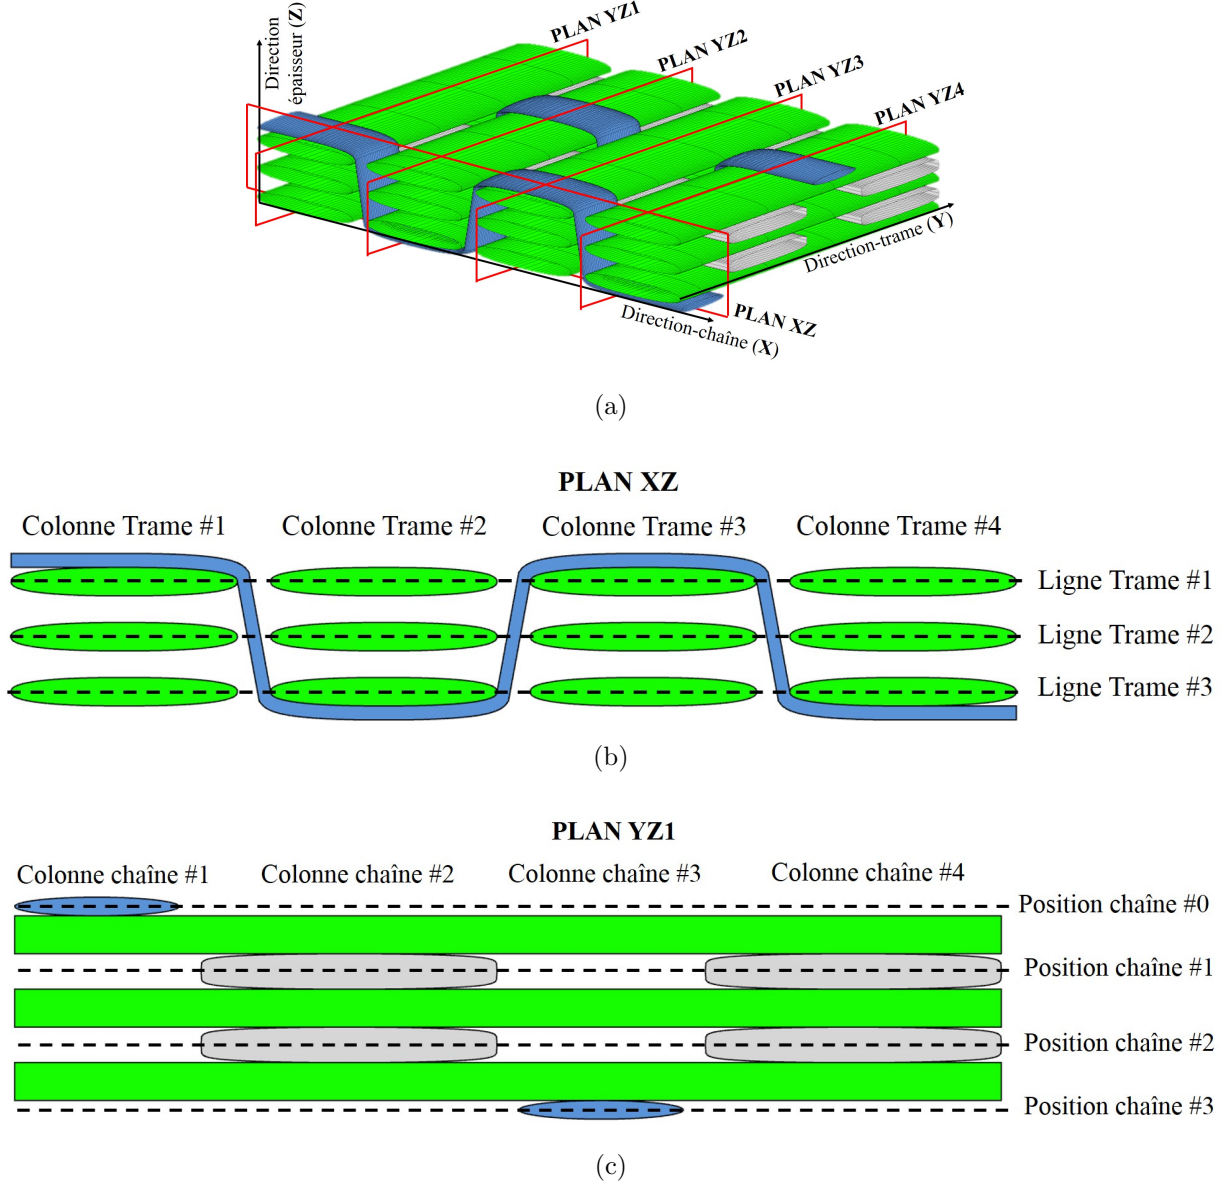 Direction
épaisseur (Z)
PLAN YZ1
PLAN YZ2
PLAN YZ3
PLAN YZ4
Direction-trame (Y)
PLAN XZ
Direction-chaîne (X)
(a)
PLAN XZ
Colonne Trame #1 Colonne Trame #2 Colonne Trame #3 Colonne Trame #4
Ligne Trame #1
Ligne Trame #2
Ligne Trame #3
(b)
PLAN YZ1
Colonne chaîne #1 Colonne chaîne #2 Colonne chaîne #3 Colonne chaîne #4
Position chaîne #0
Position chaîne #1
Position chaîne #2
Position chaîne #3
(c)